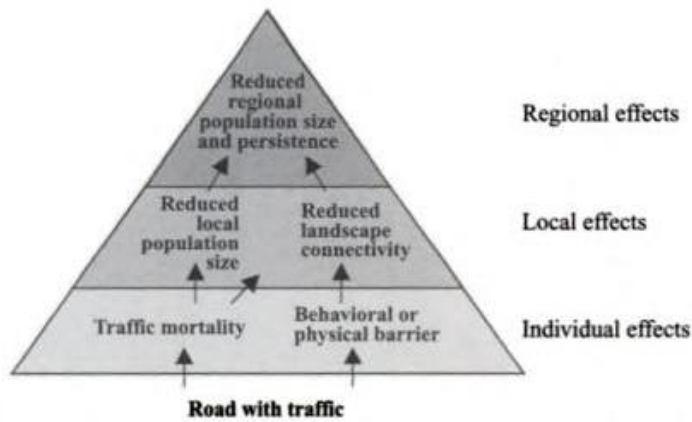 Reduced
regional
population size
and persistence
Regional effects
Reduced
local
population
size
Reduced
landscape
connectivity
Local effects
Traffic mortality
Behavioral or
physical barrier
Individual effects
Road with traffic